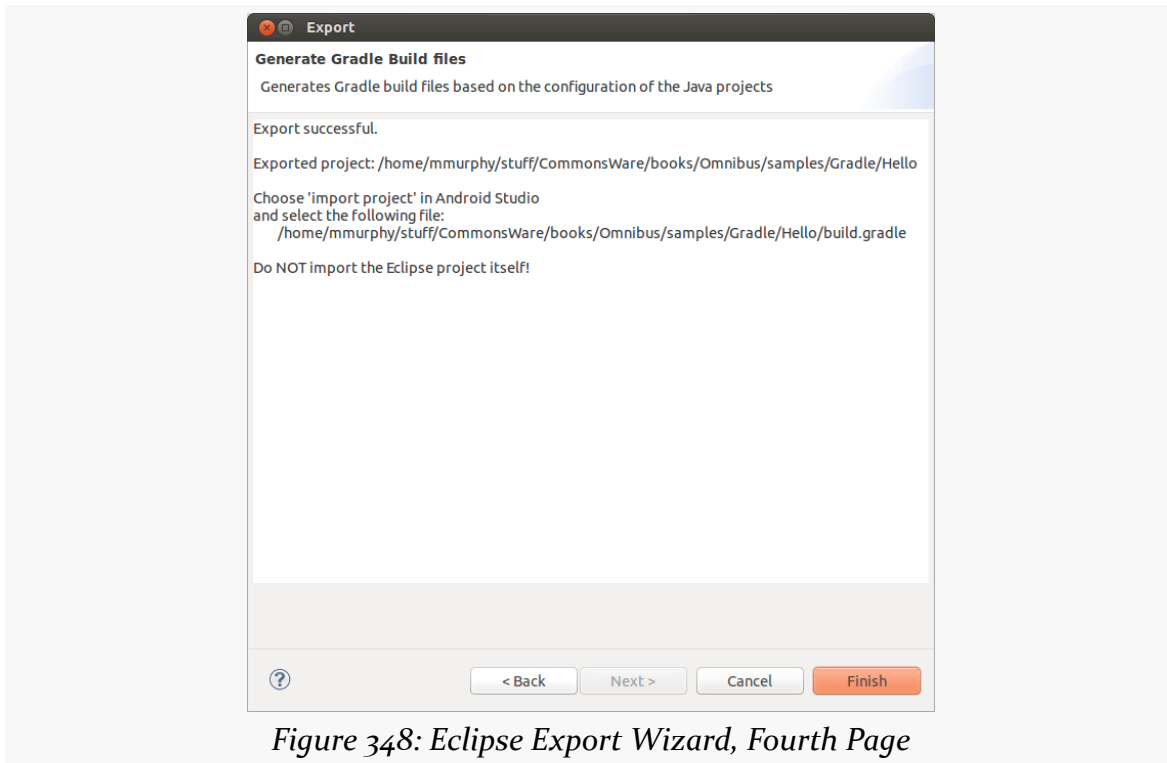 Export
Generate Gradle Build files
Generates Gradle build files based on the configuration of the Java projects
Export successful.
Exported project: /home/mmurphy/stuff/CommonsWare/books/Omnibus/samples/Gradle/Hello
Choose 'import project' in Android Studio
and select the following file:
/home/mmurphy/stuff/CommonsWare/books/Omnibus/samples/Gradle/Hello/build.gradle
Do NOT import the Eclipse project itself!
? < Back Next > Cancel Finish
Figure 348: Eclipse Export Wizard, Fourth Page